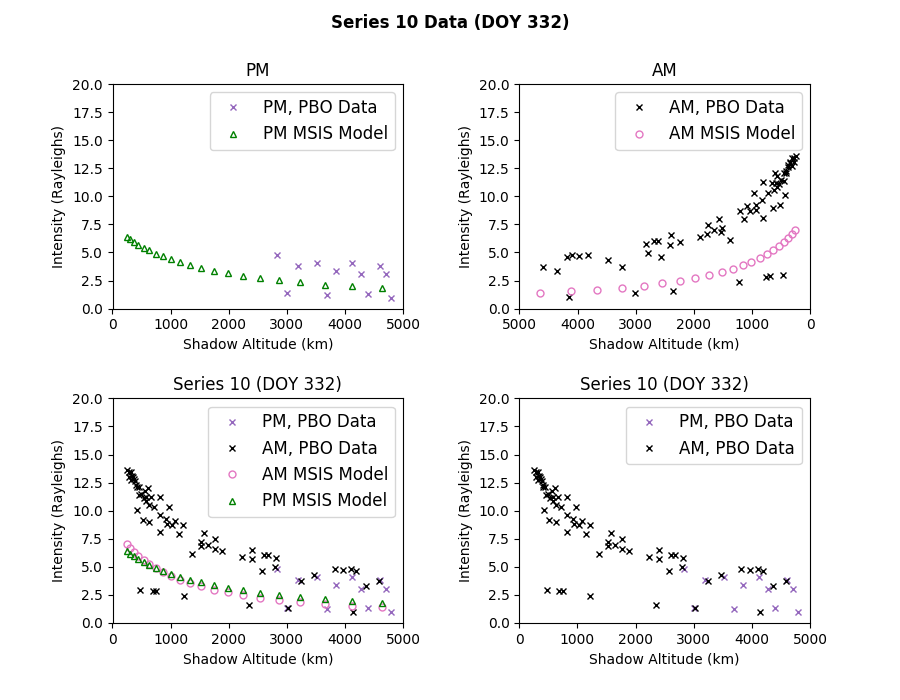 Series 10 Data (DOY 332)
PM
20.0
17.5
15.0
12.5
10.0
7.5
5.0
2.5
0.0
Intensity (Rayleighs)
PM, PBO Data
PM MSIS Model
0 1000 2000 3000 4000 5000
Shadow Altitude (km)
AM
20.0
17.5
15.0
12.5
10.0
7.5
5.0
2.5
0.0
Intensity (Rayleighs)
AM, PBO Data
AM MSIS Model
5000 4000 3000 2000 1000 0
Shadow Altitude (km)
Series 10 (DOY 332)
20.0
17.5
15.0
12.5
10.0
7.5
5.0
2.5
0.0
Intensity (Rayleighs)
PM, PBO Data
AM, PBO Data
AM MSIS Model
PM MSIS Model
0 1000 2000 3000 4000 5000
Shadow Altitude (km)
Series 10 (DOY 332)
20.0
17.5
15.0
12.5
10.0
7.5
5.0
2.5
0.0
Intensity (Rayleighs)
PM, PBO Data
AM, PBO Data
0 1000 2000 3000 4000 5000
Shadow Altitude (km)